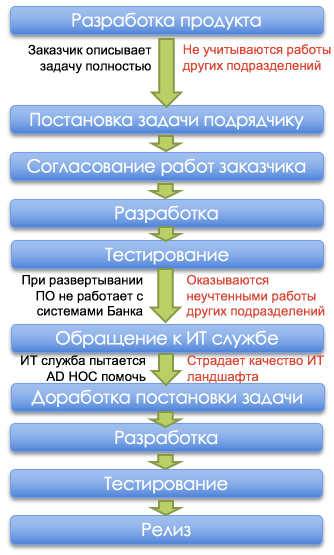 Разработка продукта
Заказчик описывает
задачу полностью
Не учитываются работы
других подразделений
Постановка задачи подрядчику
Согласование работ заказчика
Разработка
Тестирование
При развертывании
ПО не работает с
системами Банка
Оказываются
неучтенными работы
других подразделений
Обращение к ИТ службе
ИТ служба пытается
AD HOC помочь
Страдает качество ИТ
ландшафта
Доработка постановки задачи
Разработка
Тестирование
Релиз